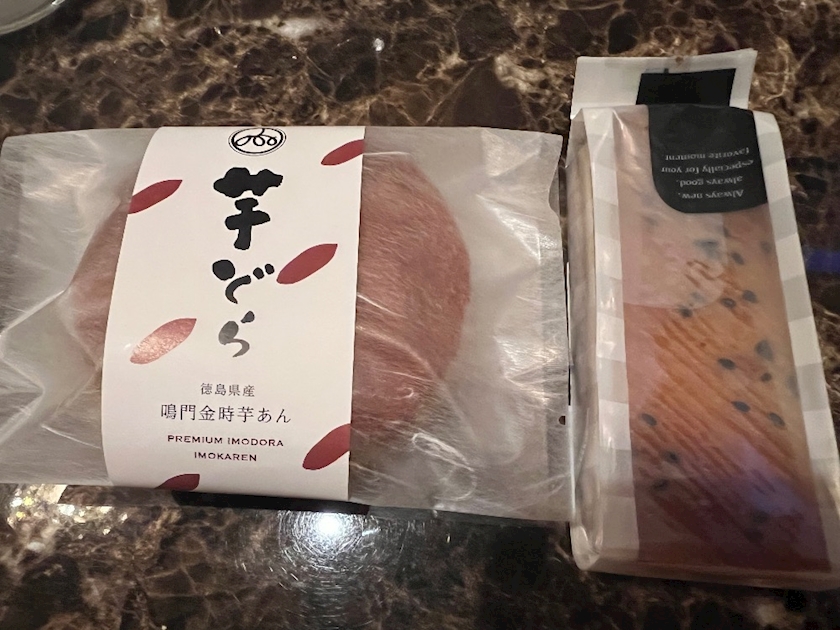 芋どら
徳島県産
鳴門金時芋あん
PREMIUM IMODORA
IMOKAREN
Always new,
always good,
especially for your
favorite moment